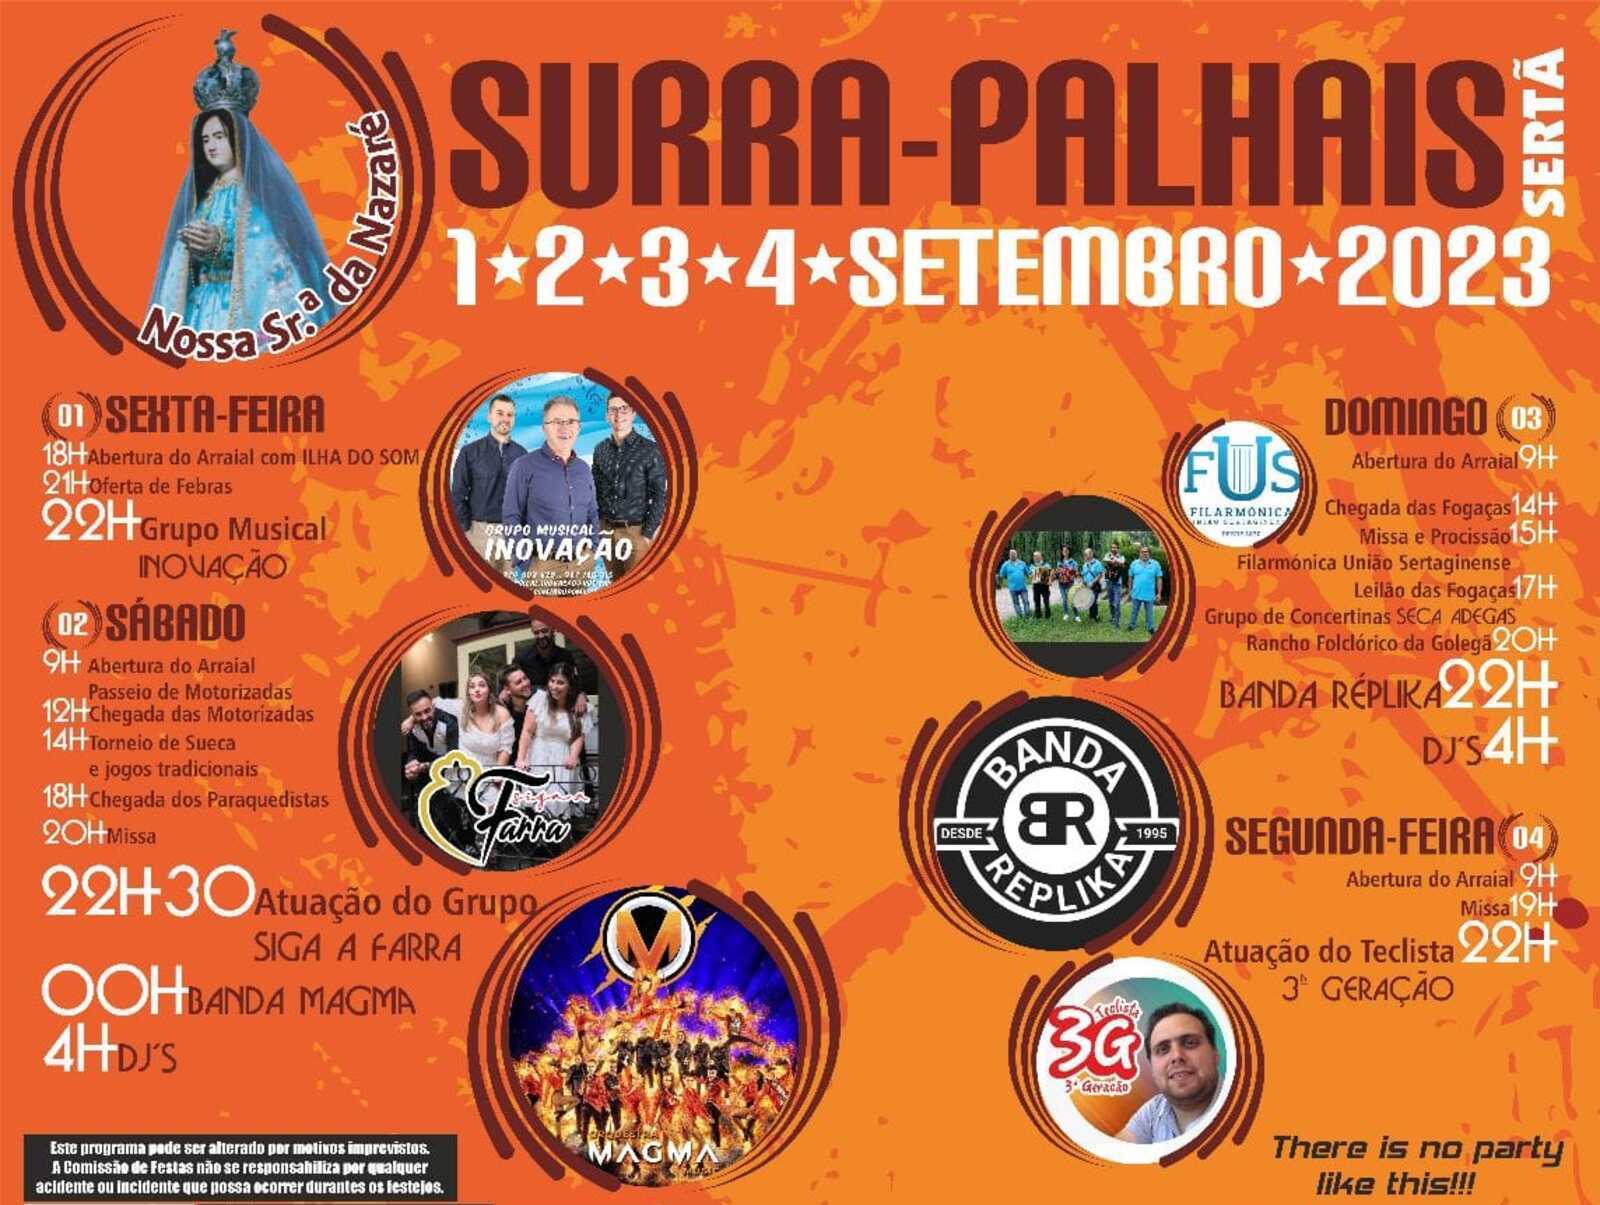 Nossa Sr.ª da Nazaré
SURRA-PALHAIS
SERTÃ
1★2★3★4★SETEMBRO★2023
01 SEXTA-FEIRA
18H Abertura do Arraial com ILHA DO SOM
21H Oferta de Febras
22H Grupo Musical
INOVAÇÃO
GRUPO MUSICAL
INOVAÇÃO
02 SÁBADO
9H Abertura do Arraial
Passeio de Motorizadas
12H Chegada das Motorizadas
14H Torneio de Sueca
e jogos tradicionais
18H Chegada dos Paraquedistas
20H Missa
22H30 Atuação do Grupo
SIGA A FARRA
00H BANDA MAGMA
4H DJ´S
Siga a
Farra
M
ORQUESTRA
MAGMA
DOMINGO 03
Abertura do Arraial 9H
Chegada das Fogaças 14H
Missa e Procissão 15H
Filarmónica União Sertaginense
Leilão das Fogaças 17H
Grupo de Concertinas SECA ADEGAS
Rancho Folclórico da Golegã 20H
BANDA RÉPLIKA 22H
DJ´S 4H
FUS
FILARMÓNICA
UNIÃO SERTAGINENSE
BANDA
DESDE BR 1995
REPLIKA
SEGUNDA-FEIRA 04
Abertura do Arraial 9H
Missa 19H
Atuação do Teclista 22H
3ª GERAÇÃO
Teclista
3G
3ª Geração
Este programa pode ser alterado por motivos imprevistos.
A Comissão de Festas não se responsabiliza por qualquer
acidente ou incidente que possa ocorrer durantes os festejos.
There is no party
like this!!!